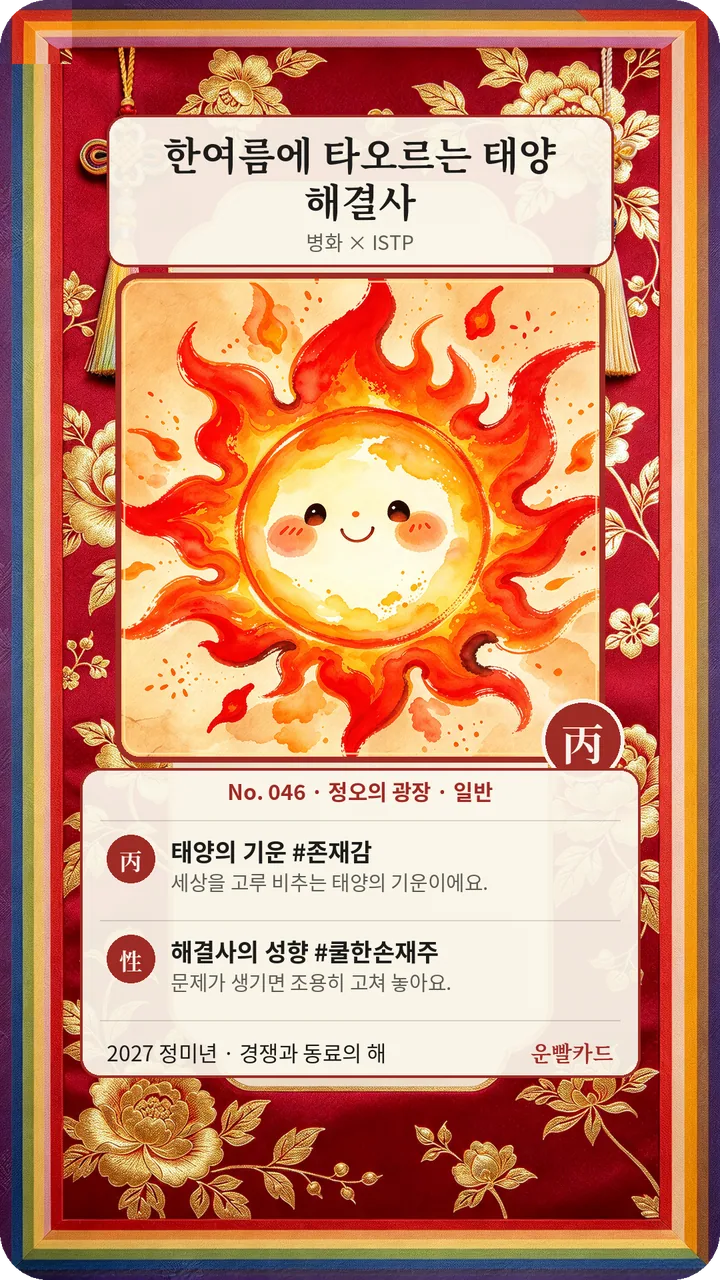 한여름에 타오르는 태양
해결사
병화 × ISTP
丙
No. 046 · 정오의 광장 · 일반
丙
태양의 기운 #존재감
세상을 고루 비추는 태양의 기운이에요.
性
해결사의 성향 #쿨한손재주
문제가 생기면 조용히 고쳐 놓아요.
2027 정미년 · 경쟁과 동료의 해
운빨카드